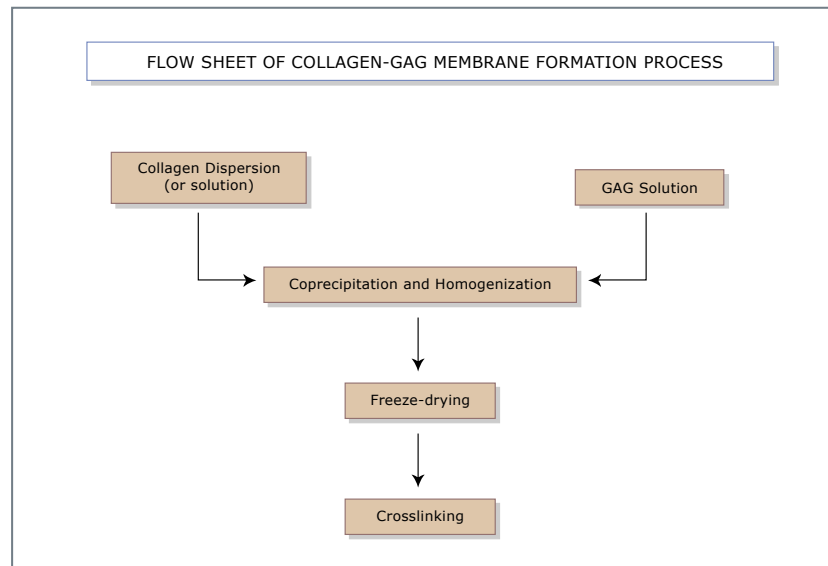 FLOW SHEET OF COLLAGEN-GAG MEMBRANE FORMATION PROCESS
Collagen Dispersion
(or solution)
GAG Solution
Coprecipitation and Homogenization
Freeze-drying
Crosslinking